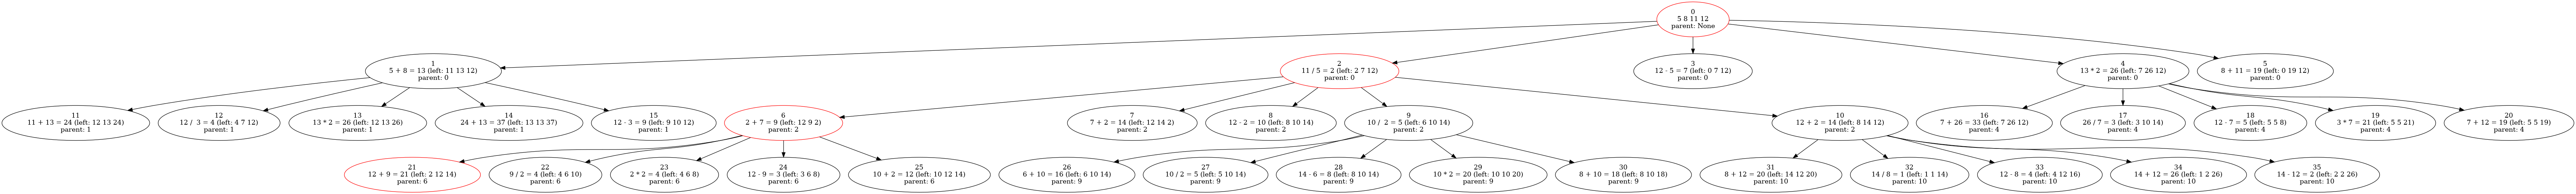 0
5 8 11 12
parent: None
1
5 + 8 = 13 (left: 11 13 12)
parent: 0
2
11 / 5 = 2 (left: 2 7 12)
parent: 0
3
12 - 5 = 7 (left: 0 7 12)
parent: 0
4
13 * 2 = 26 (left: 7 26 12)
parent: 0
5
8 + 11 = 19 (left: 0 19 12)
parent: 0
11
11 + 13 = 24 (left: 12 13 24)
parent: 1
12
12 / 3 = 4 (left: 4 7 12)
parent: 1
13
13 * 2 = 26 (left: 12 13 26)
parent: 1
14
24 + 13 = 37 (left: 13 13 37)
parent: 1
15
12 - 3 = 9 (left: 9 10 12)
parent: 1
6
2 + 7 = 9 (left: 12 9 2)
parent: 2
7
7 + 2 = 14 (left: 12 14 2)
parent: 2
8
12 - 2 = 10 (left: 8 10 14)
parent: 2
9
10 / 2 = 5 (left: 6 10 14)
parent: 2
10
12 + 2 = 14 (left: 8 14 12)
parent: 2
16
7 + 26 = 33 (left: 7 26 12)
parent: 4
17
26 / 7 = 3 (left: 3 10 14)
parent: 4
18
12 - 7 = 5 (left: 5 5 8)
parent: 4
19
3 * 7 = 21 (left: 5 5 21)
parent: 4
20
7 + 12 = 19 (left: 5 5 19)
parent: 4
21
12 + 9 = 21 (left: 2 12 14)
parent: 6
22
9 / 2 = 4 (left: 4 6 10)
parent: 6
23
2 * 2 = 4 (left: 4 6 8)
parent: 6
24
12 - 9 = 3 (left: 3 6 8)
parent: 6
25
10 + 2 = 12 (left: 10 12 14)
parent: 6
26
6 + 10 = 16 (left: 6 10 14)
parent: 9
27
10 / 2 = 5 (left: 5 10 14)
parent: 9
28
14 - 6 = 8 (left: 8 10 14)
parent: 9
29
10 * 2 = 20 (left: 10 10 20)
parent: 9
30
8 + 10 = 18 (left: 8 10 18)
parent: 9
31
8 + 12 = 20 (left: 14 12 20)
parent: 10
32
14 / 8 = 1 (left: 1 1 14)
parent: 10
33
12 - 8 = 4 (left: 4 12 16)
parent: 10
34
14 + 12 = 26 (left: 1 2 26)
parent: 10
35
14 - 12 = 2 (left: 2 2 26)
parent: 10